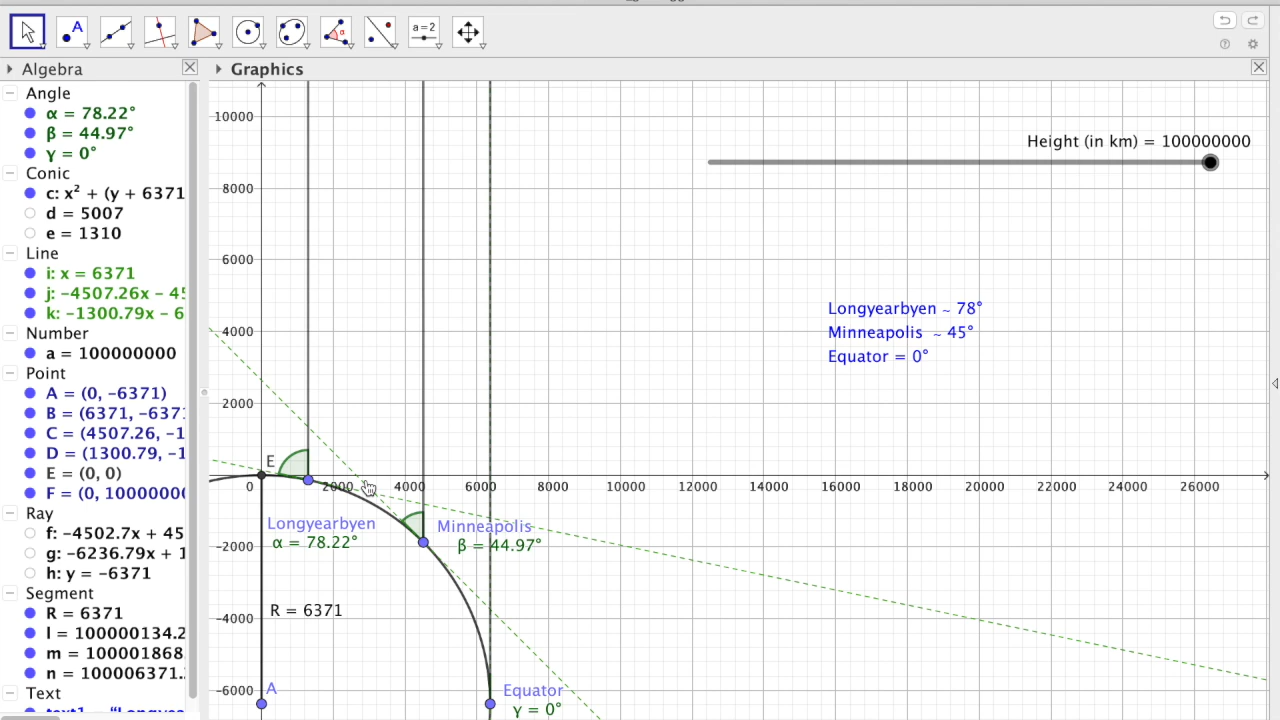 A
α
a=2
Algebra
Graphics
Angle
α = 78.22°
β = 44.97°
γ = 0°
Conic
c: x² + (y + 6371
d = 5007
e = 1310
Line
i: x = 6371
j: -4507.26x - 45
k: -1300.79x - 6
Number
a = 100000000
Point
A = (0, -6371)
B = (6371, -6371
C = (4507.26, -1
D = (1300.79, -1
E = (0, 0)
F = (0, 10000000
Ray
f: -4502.7x + 45
g: -6236.79x + 1
h: y = -6371
Segment
R = 6371
l = 100000134.2
m = 100001868.
n = 100006371.
Text
10000
8000
6000
4000
2000
0
-2000
-4000
-6000
2000
4000
6000
8000
10000
12000
14000
16000
18000
20000
22000
24000
26000
Height (in km) = 100000000
Longyearbyen ~ 78°
Minneapolis ~ 45°
Equator = 0°
E
Longyearbyen
α = 78.22°
Minneapolis
β = 44.97°
R = 6371
A
Equator
γ = 0°